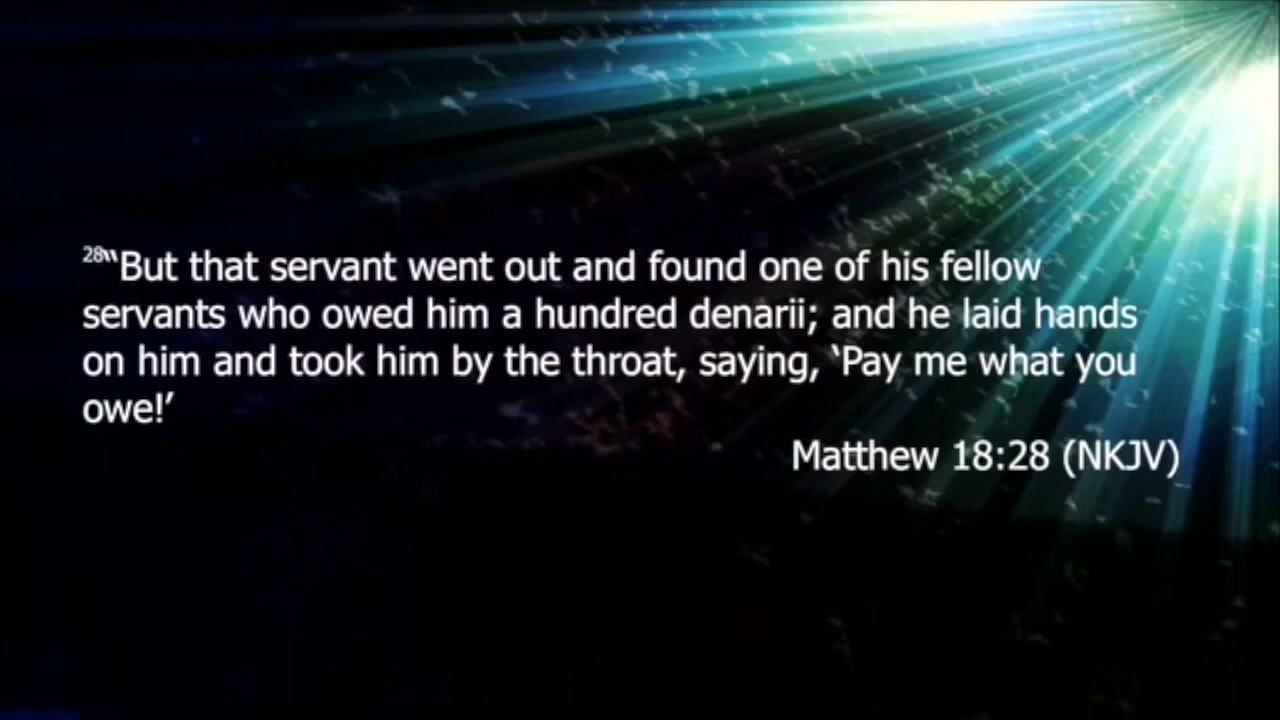 28“But that servant went out and found one of his fellow
servants who owed him a hundred denarii; and he laid hands
on him and took him by the throat, saying, ‘Pay me what you
owe!’
Matthew 18:28 (NKJV)